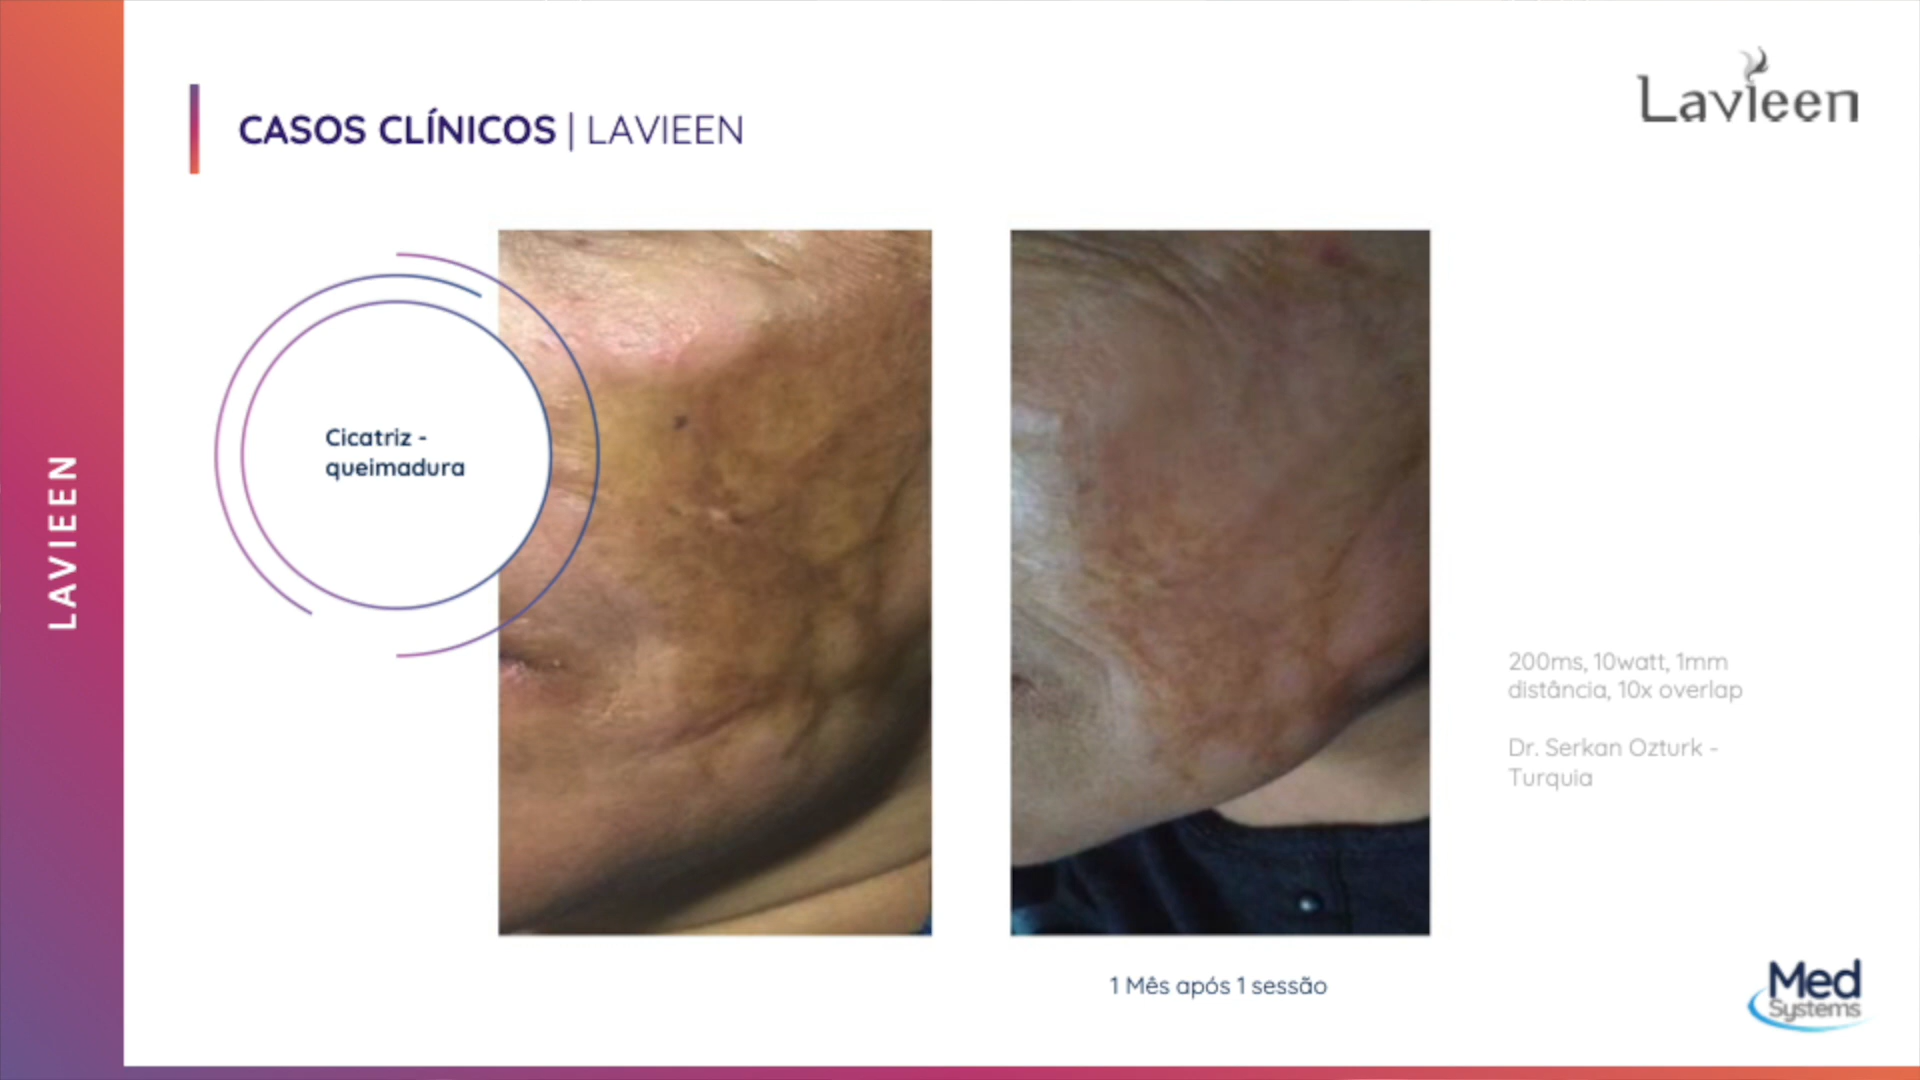 CASOS CLÍNICOS | LAVIEEN
Lavieen
Cicatriz -
queimadura
LAVIEEN
200ms, 10watt, 1mm
distância, 10x overlap
Dr. Serkan Ozturk -
Turquia
1 Mês após 1 sessão
Med
Systems